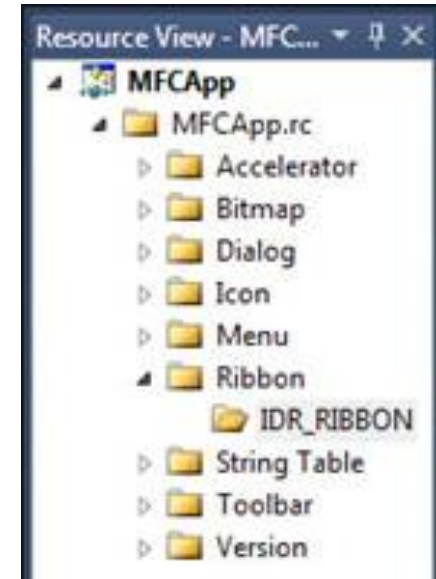 Resource View - MFC...
MFCApp
MFCApp.rc
Accelerator
Bitmap
Dialog
Icon
Menu
Ribbon
IDR_RIBBON
String Table
Toolbar
Version